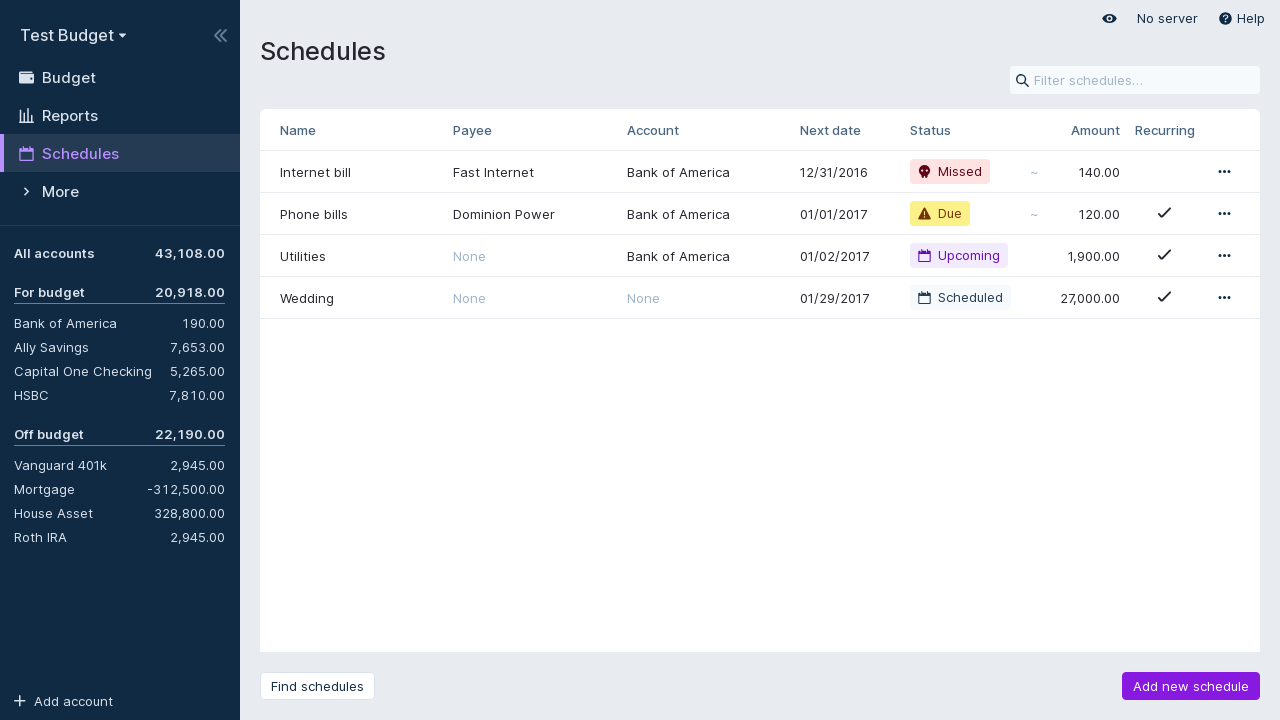 Test Budget
Budget
Reports
Schedules
More
All accounts 43,108.00
For budget 20,918.00
Bank of America 190.00
Ally Savings 7,653.00
Capital One Checking 5,265.00
HSBC 7,810.00
Off budget 22,190.00
Vanguard 401k 2,945.00
Mortgage -312,500.00
House Asset 328,800.00
Roth IRA 2,945.00
Add account
No server Help
Schedules
Filter schedules...
Name Payee Account Next date Status Amount Recurring
Internet bill Fast Internet Bank of America 12/31/2016 Missed ~ 140.00
Phone bills Dominion Power Bank of America 01/01/2017 Due ~ 120.00
Utilities None Bank of America 01/02/2017 Upcoming 1,900.00
Wedding None None 01/29/2017 Scheduled 27,000.00
Find schedules Add new schedule